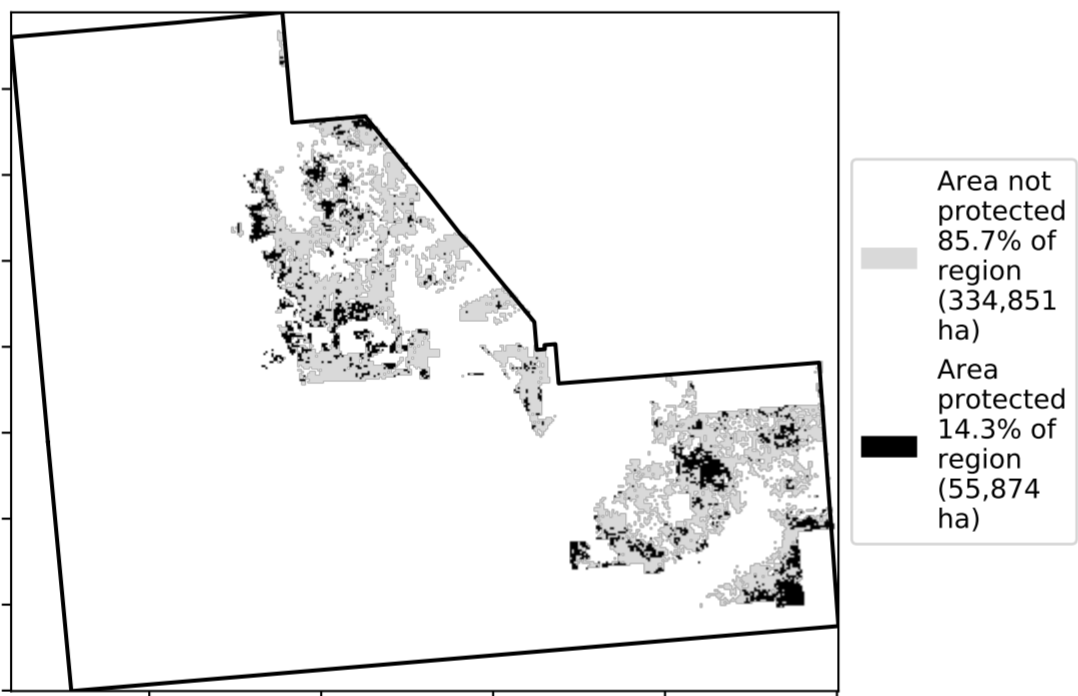 Area not
protected
85.7% of
region
(334,851
ha)
Area
protected
14.3% of
region
(55,874
ha)